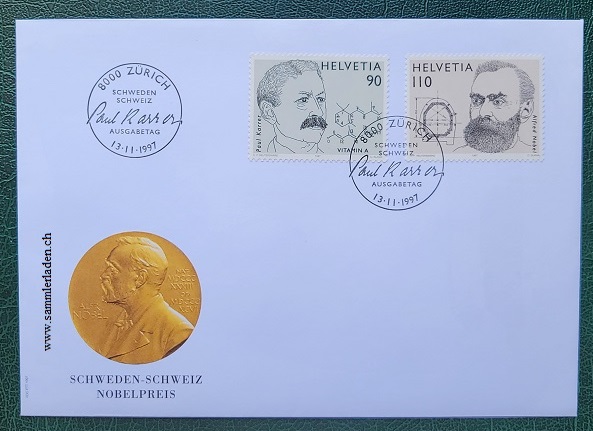 8000 ZÜRICH
SCHWEDEN
SCHWEIZ
Paul Karrer
AUSGABETAG
13·11·1997
HELVETIA
90
Paul Karrer
VITAMIN A
HELVETIA
110
Alfred Nobel
8000 ZÜRICH
SCHWEDEN
SCHWEIZ
Paul Karrer
AUSGABETAG
13·11·1997
www.sammlerladen.ch
NOBEL
SCHWEDEN-SCHWEIZ
NOBELPREIS